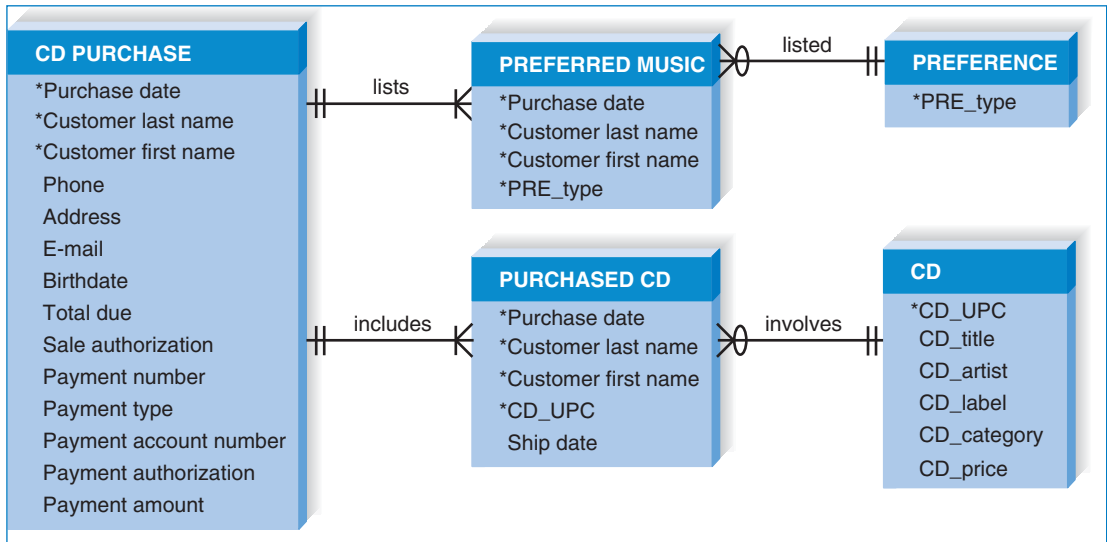 CD PURCHASE
*Purchase date
*Customer last name
*Customer first name
Phone
Address
E-mail
Birthdate
Total due
Sale authorization
Payment number
Payment type
Payment account number
Payment authorization
Payment amount
lists
PREFERRED MUSIC
*Purchase date
*Customer last name
*Customer first name
*PRE_type
listed
PREFERENCE
*PRE_type
includes
PURCHASED CD
*Purchase date
*Customer last name
*Customer first name
*CD_UPC
Ship date
involves
CD
*CD_UPC
CD_title
CD_artist
CD_label
CD_category
CD_price